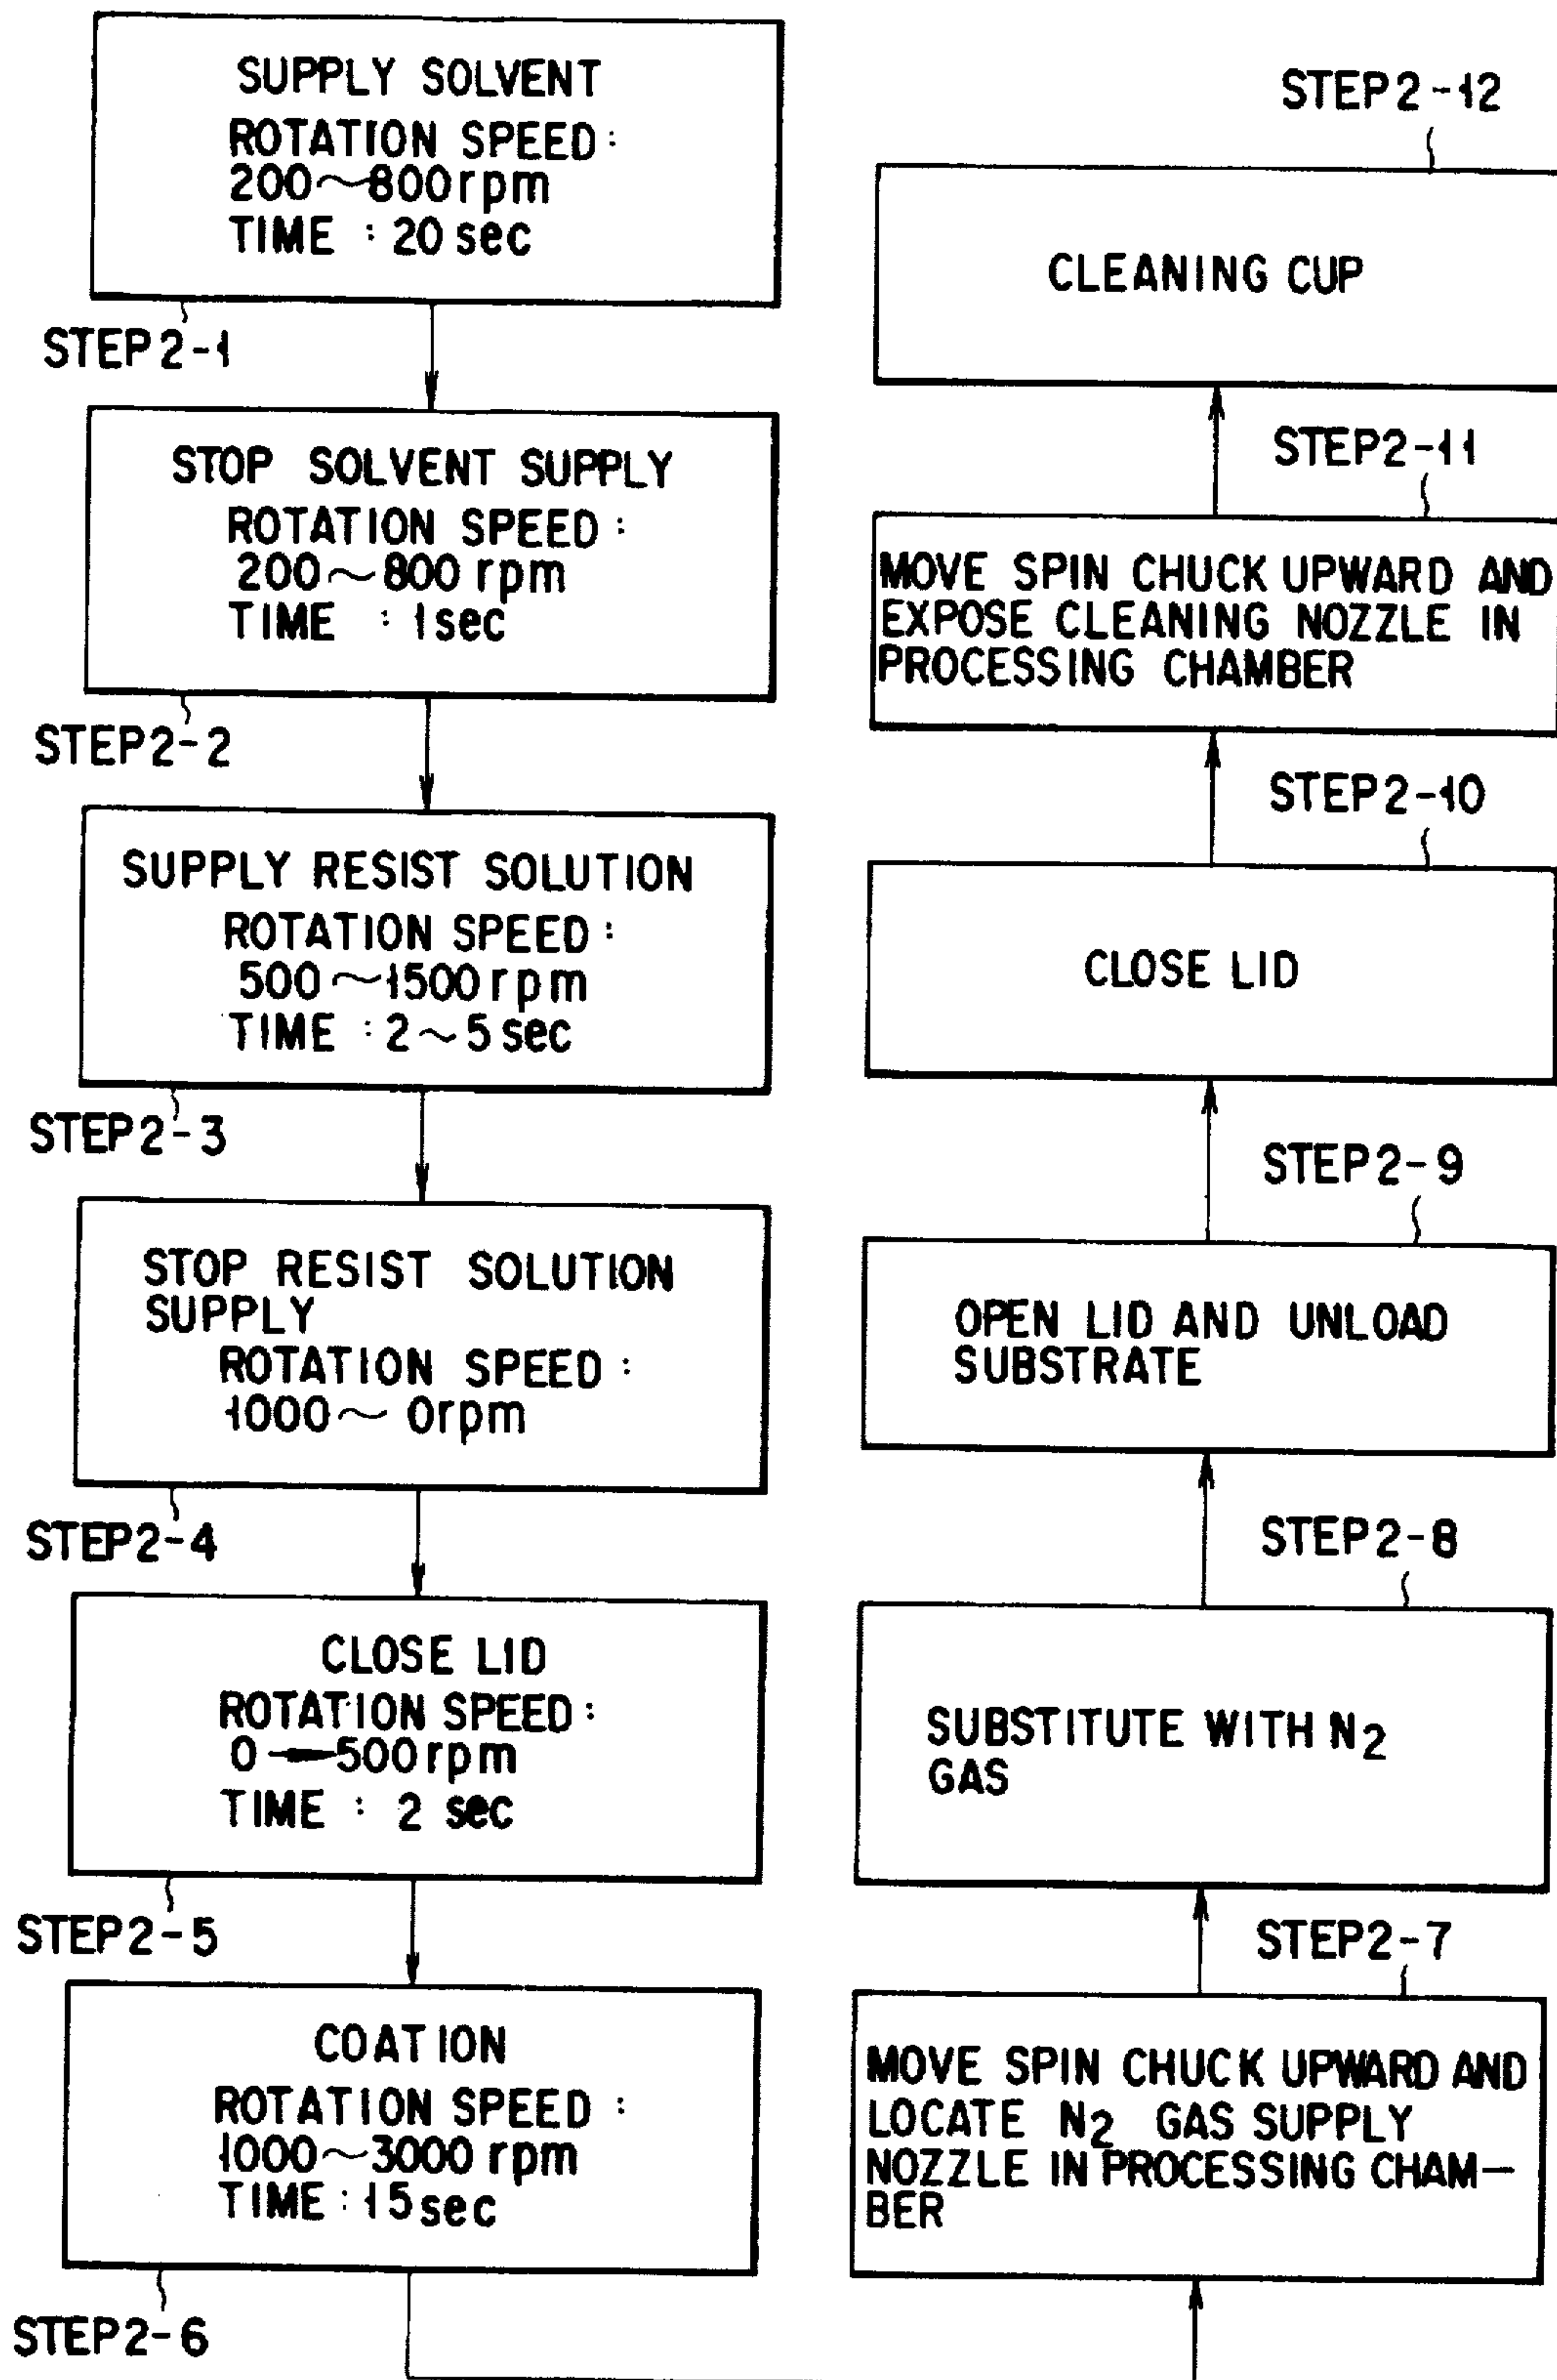 SUPPLY SOLVENT
ROTATION SPEED:
200~800rpm
TIME : 20 sec
STEP2-1
STOP SOLVENT SUPPLY
ROTATION SPEED :
200~800 rpm
TIME : 1sec
STEP2-2
SUPPLY RESIST SOLUTION
ROTATION SPEED :
500~1500rpm
TIME : 2~5 sec
STEP2-3
STOP RESIST SOLUTION
SUPPLY
ROTATION SPEED :
1000~ 0rpm
STEP2-4
CLOSE LID
ROTATION SPEED :
0→500rpm
TIME : 2 sec
STEP2-5
COATION
ROTATION SPEED :
1000~3000 rpm
TIME : 15sec
STEP2-6
STEP2-7
MOVE SPIN CHUCK UPWARD AND
LOCATE N2 GAS SUPPLY
NOZZLE IN PROCESSING CHAM-
BER
STEP2-8
SUBSTITUTE WITH N2
GAS
STEP2-9
OPEN LID AND UNLOAD
SUBSTRATE
STEP2-10
CLOSE LID
STEP2-11
MOVE SPIN CHUCK UPWARD AND
EXPOSE CLEANING NOZZLE IN
PROCESSING CHAMBER
STEP2-12
CLEANING CUP